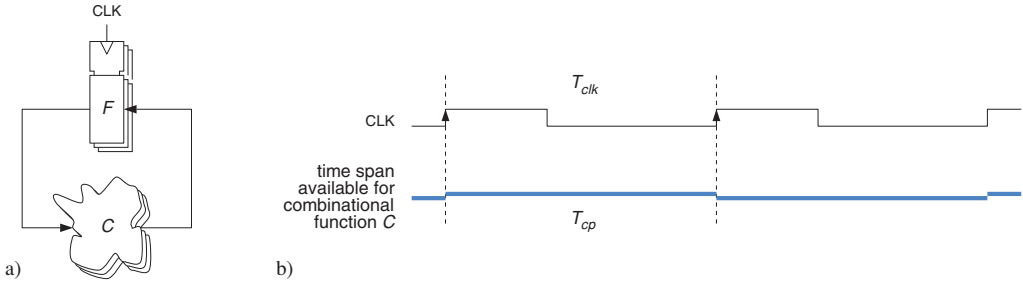 CLK
F
C
a)
T_clk
CLK
time span
available for
combinational
function C
T_cp
b)